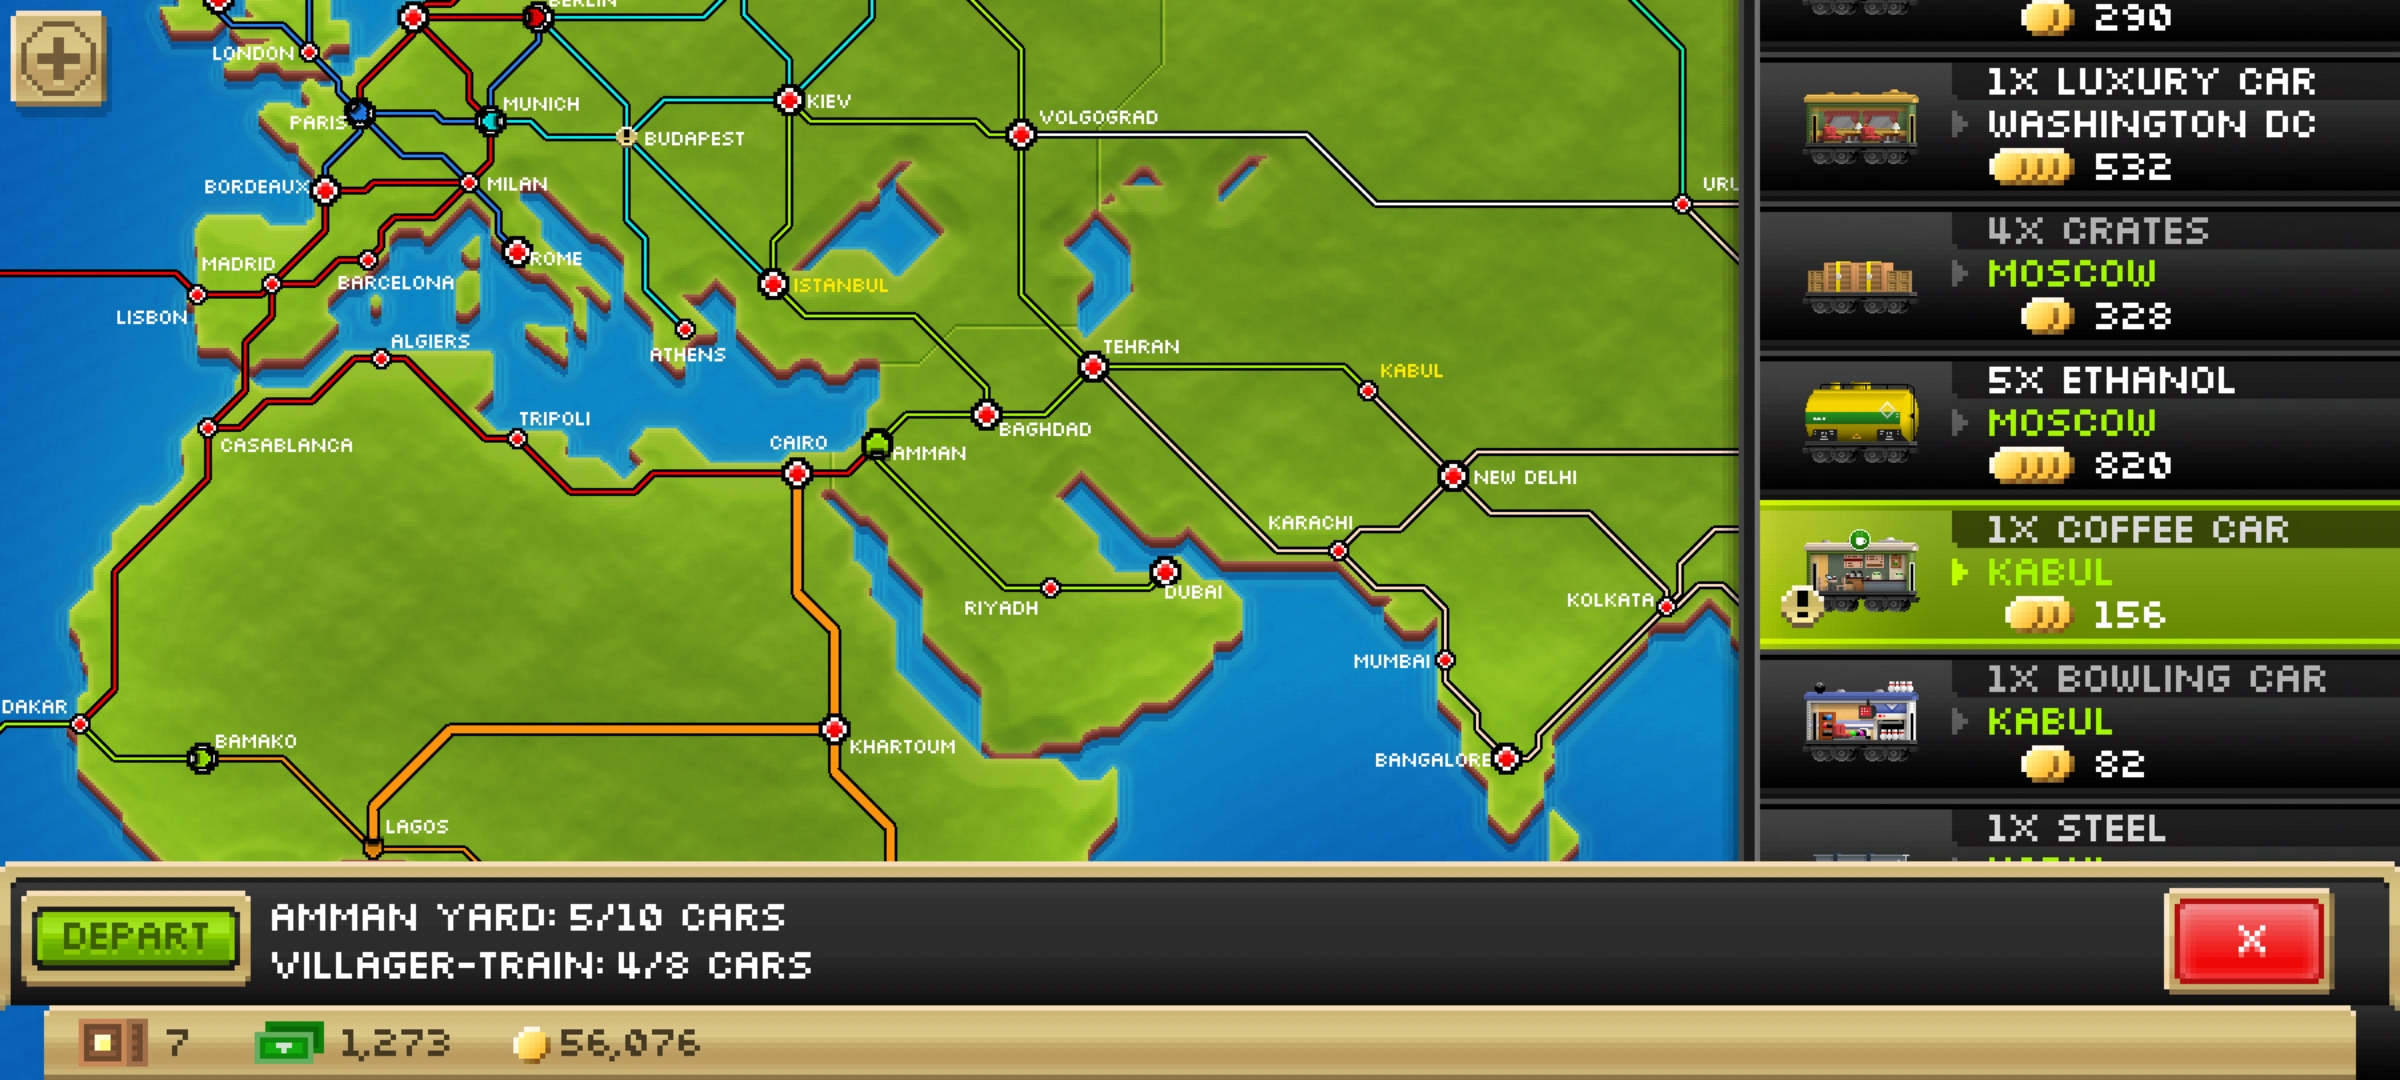 BERLIN
LONDON
PARIS
MUNICH
BUDAPEST
KIEV
VOLGOGRAD
BORDEAUX
MILAN
MADRID
BARCELONA
ROME
ISTANBUL
LISBON
ALGIERS
ATHENS
TEHRAN
KABUL
CASABLANCA
TRIPOLI
CAIRO
AMMAN
BAGHDAD
NEW DELHI
KARACHI
RIYADH
DUBAI
KOLKATA
MUMBAI
DAKAR
BAMAKO
KHARTOUM
BANGALORE
LAGOS
290
1X LUXURY CAR
WASHINGTON DC
532
4X CRATES
MOSCOW
328
5X ETHANOL
MOSCOW
820
1X COFFEE CAR
KABUL
156
1X BOWLING CAR
KABUL
82
1X STEEL
DEPART
AMMAN YARD: 5/10 CARS
VILLAGER-TRAIN: 4/8 CARS
X
7
1,273
56,076